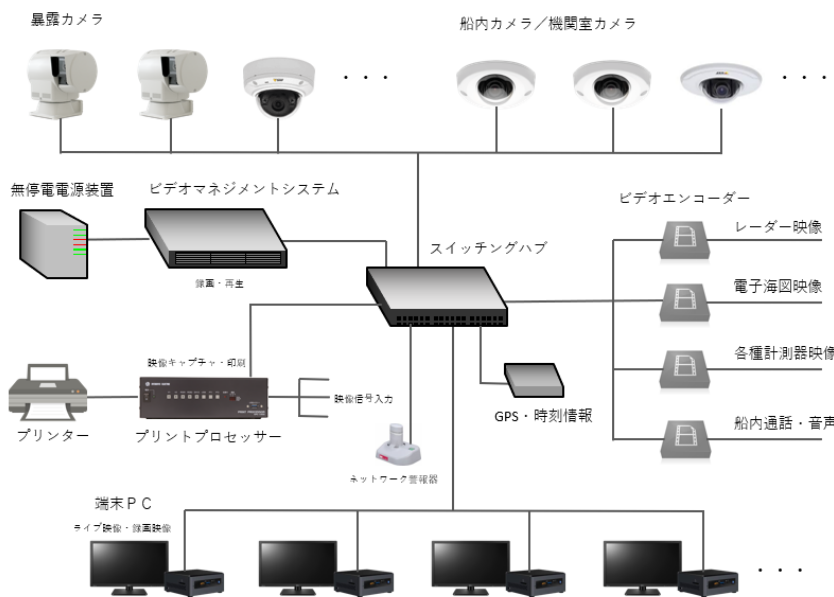 暴露カメラ
船内カメラ／機関室カメラ
・・・
・・・
無停電電源装置
ビデオマネジメントシステム
録画・再生
スイッチングハブ
ビデオエンコーダー
レーダー映像
電子海図映像
各種計測器映像
船内通話・音声
映像キャプチャ・印刷
映像信号入力
プリンター
プリントプロセッサー
GPS・時刻情報
ネットワーク警報器
端末ＰＣ
ライブ映像・録画映像
・・・